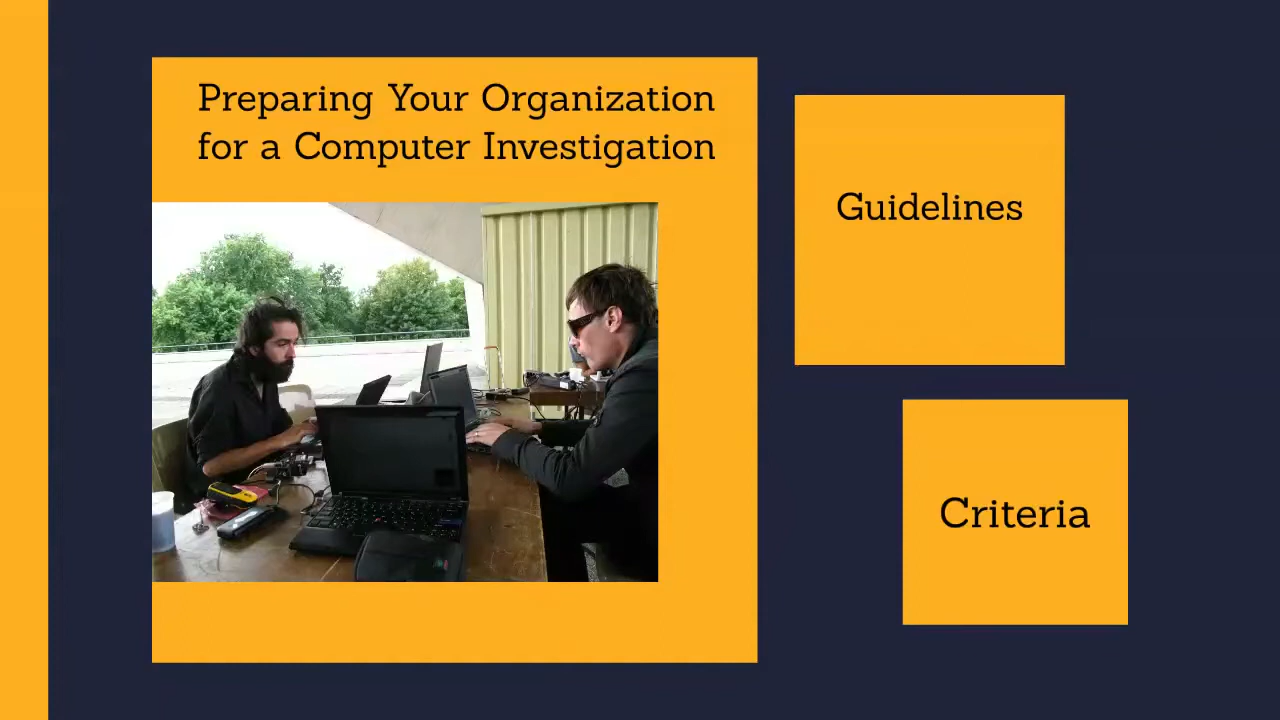 Preparing Your Organization
for a Computer Investigation
Guidelines
Criteria